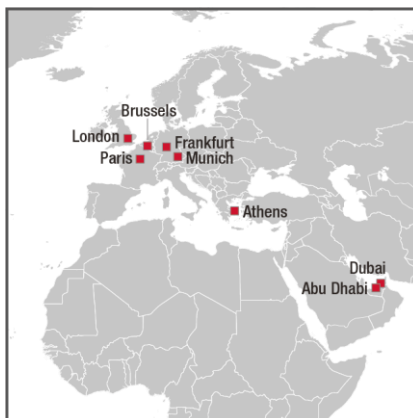 Brussels
London
Frankfurt
Paris
Munich
Athens
Dubai
Abu Dhabi